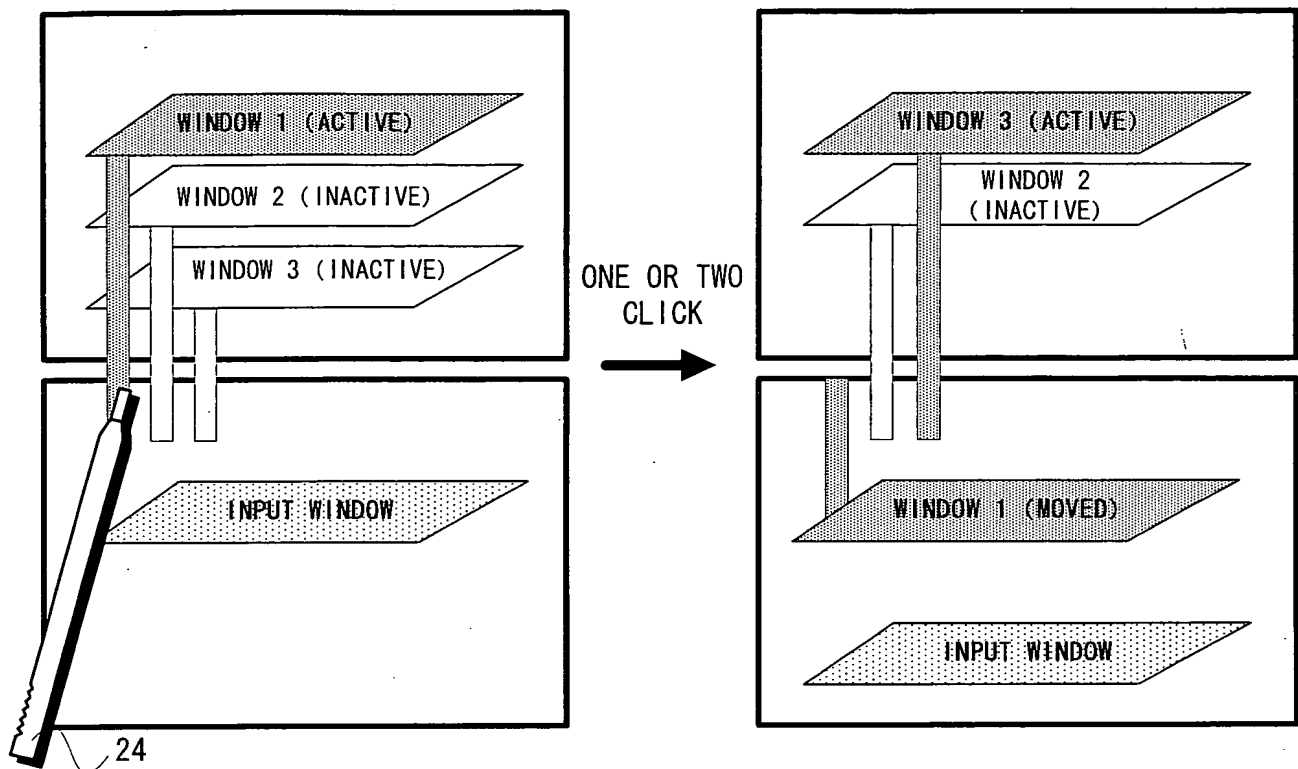 WINDOW 1 (ACTIVE)
WINDOW 2 (INACTIVE)
WINDOW 3 (INACTIVE)
INPUT WINDOW
24
ONE OR TWO
CLICK
WINDOW 3 (ACTIVE)
WINDOW 2
(INACTIVE)
WINDOW 1 (MOVED)
INPUT WINDOW